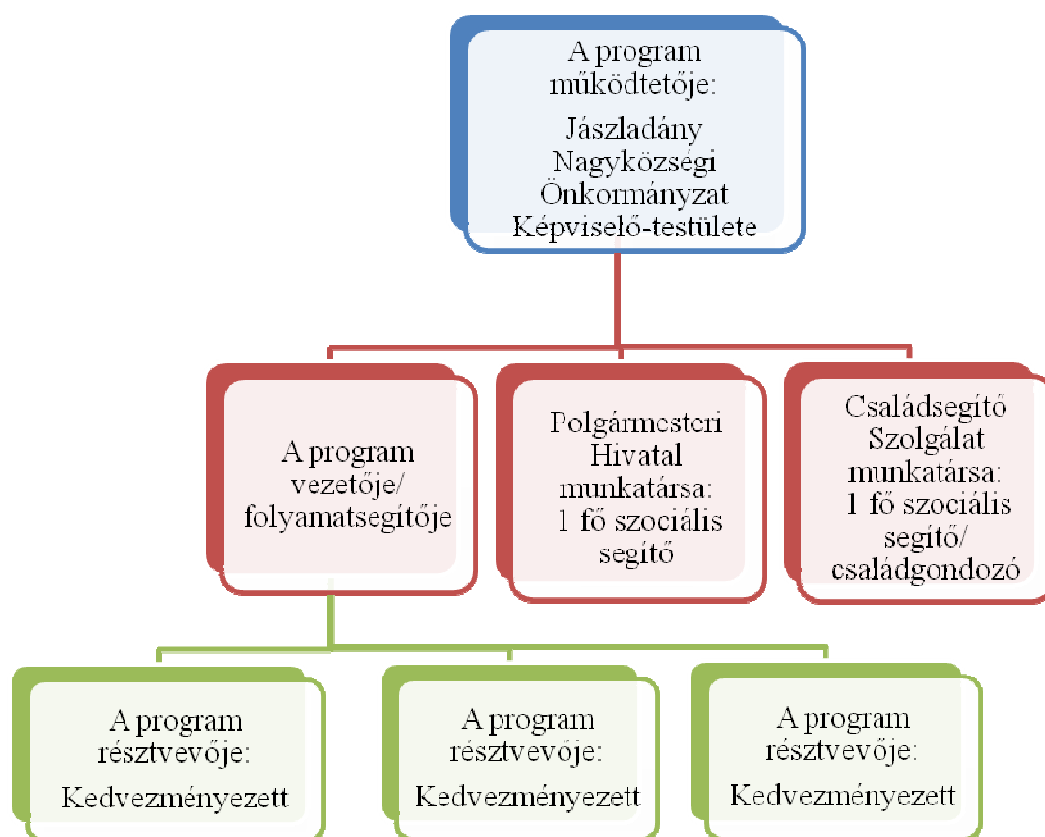 A program
működtetője:
Jászladány
Nagyközségi
Önkormányzat
Képviselő-testülete
A program
vezetője/
folyamatsegítője
Polgármesteri
Hivatal
munkatársa:
1 fő szociális
segítő
Családsegítő
Szolgálat
munkatársa:
1 fő szociális
segítő/
családgondozó
A program
résztvevője:
Kedvezményezett
A program
résztvevője:
Kedvezményezett
A program
résztvevője:
Kedvezményezett